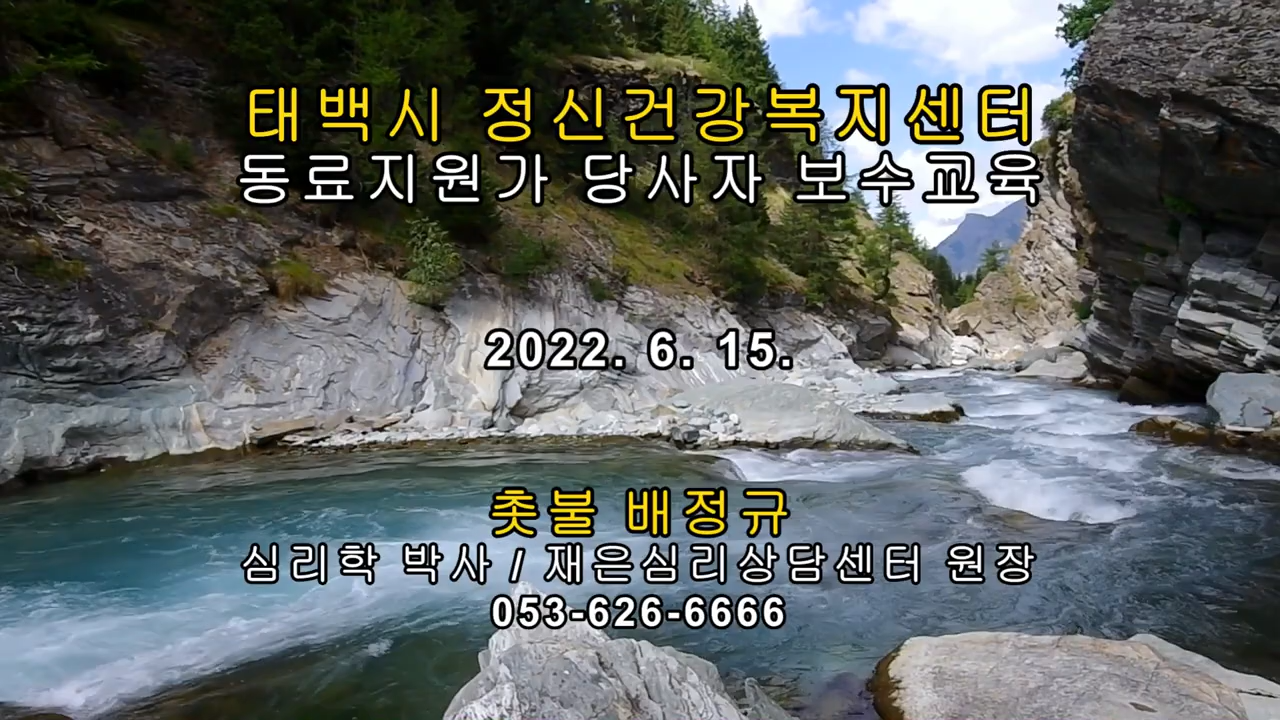 태백시 정신건강복지센터
동료지원가 당사자 보수교육
2022. 6. 15.
촛불 배정규
심리학 박사 / 재은심리상담센터 원장
053-626-6666